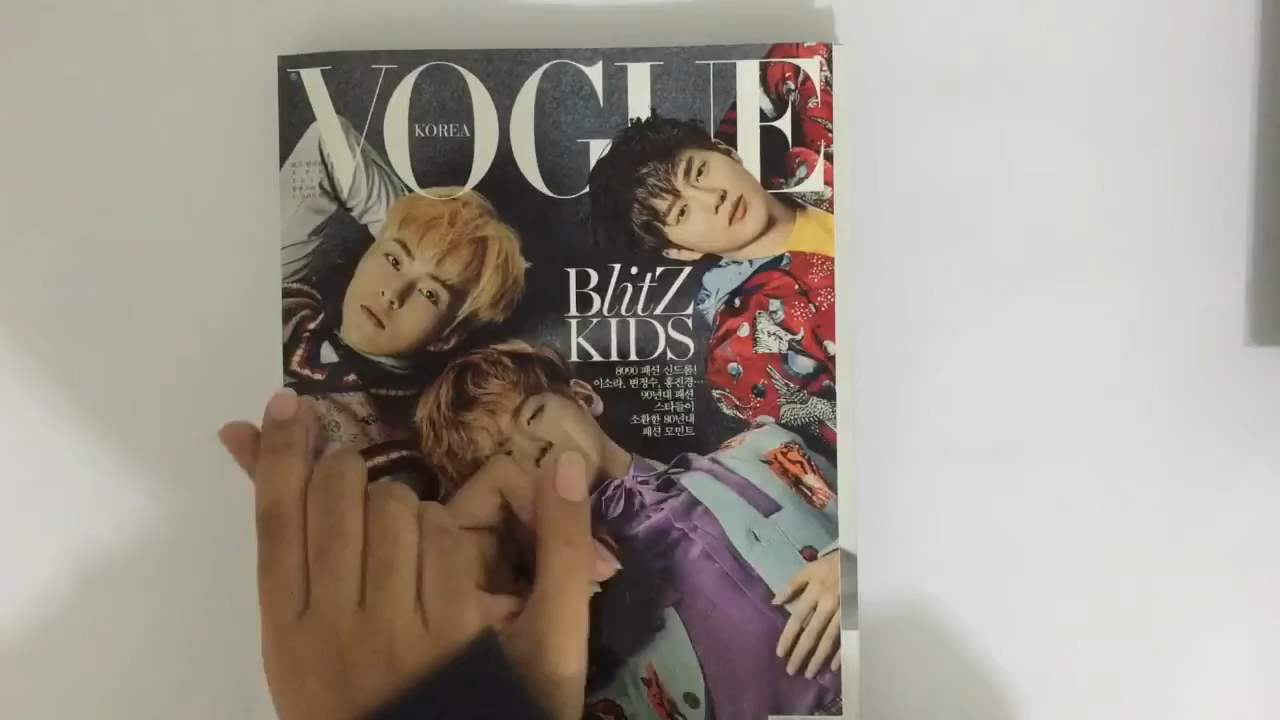 VOGUE
KOREA
BlitZ
KIDS
8090 패션 신드롬!
이소라, 변정수, 홍진경…
90년대 패션
스타들이
소환한 80년대
패션 모먼트